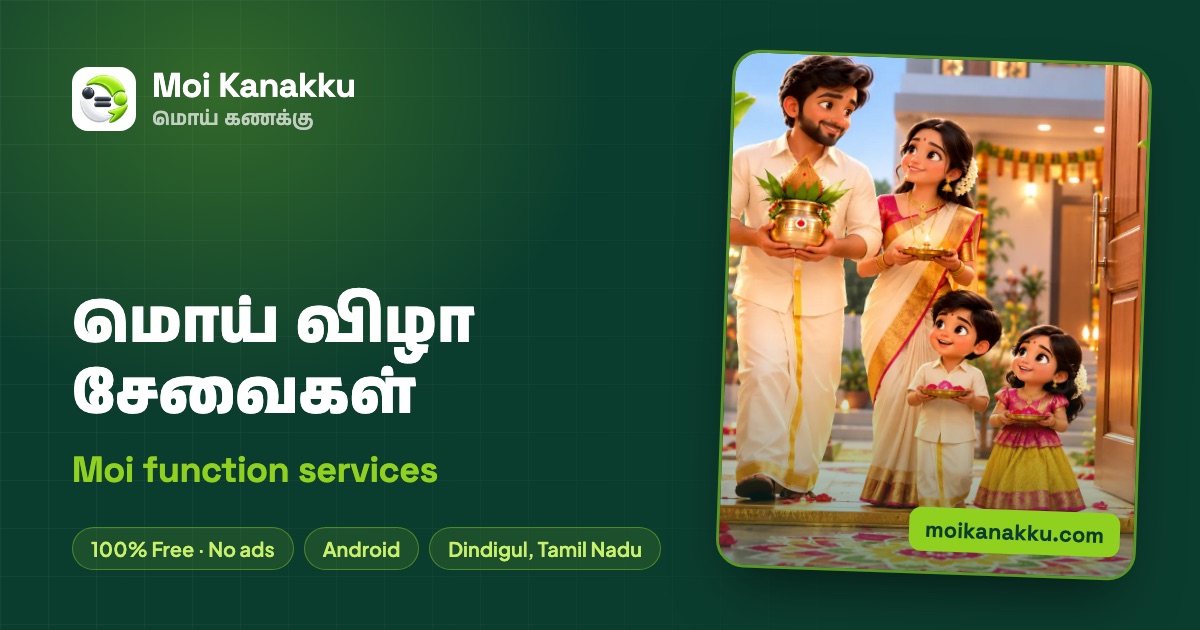 Moi Kanakku
மொய் கணக்கு
மொய் விழா
சேவைகள்
Moi function services
100% Free · No ads
Android
Dindigul, Tamil Nadu
moikanakku.com